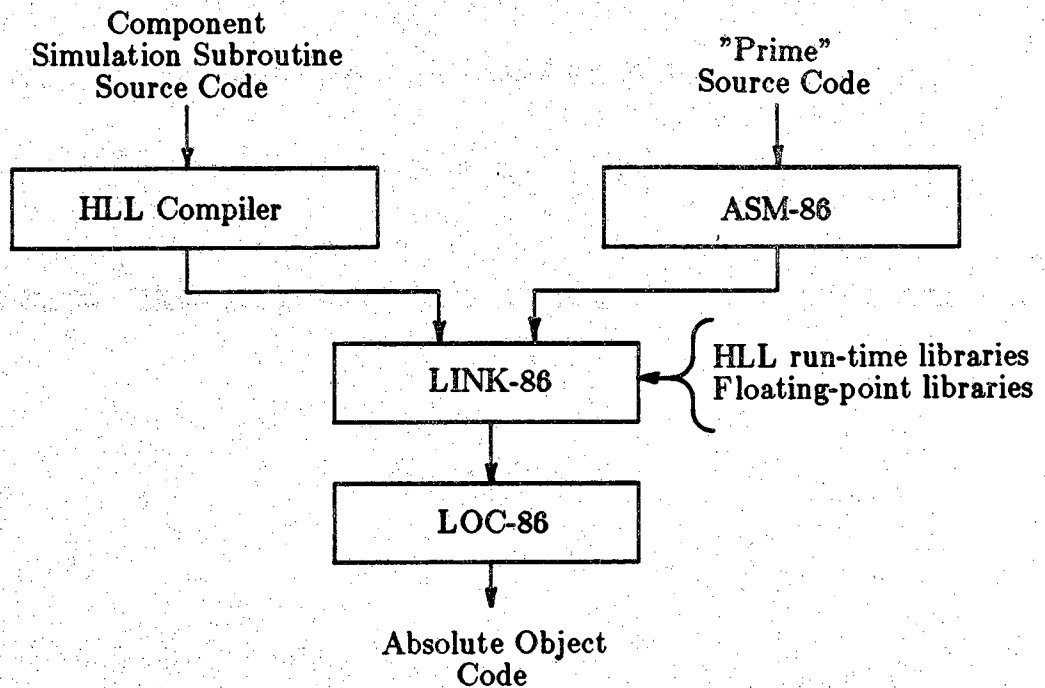 Component
Simulation Subroutine
Source Code
"Prime"
Source Code
HLL Compiler
ASM-86
LINK-86
HLL run-time libraries
Floating-point libraries
LOC-86
Absolute Object
Code